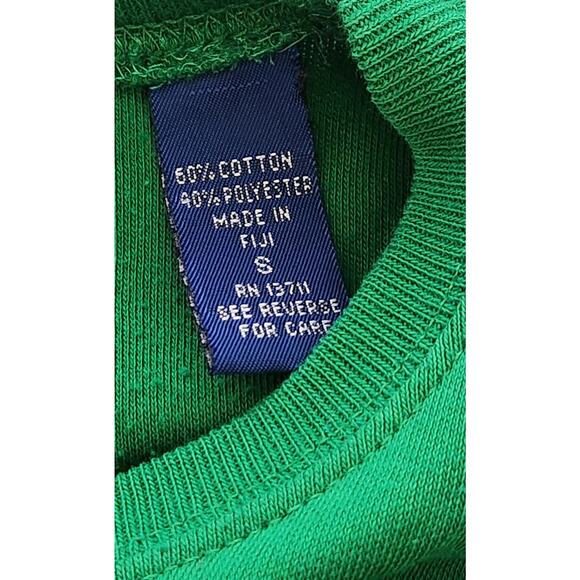 60% COTTON
40% POLYESTER
MADE IN
FIJI
S
RN 13711
SEE REVERSE
FOR CARE